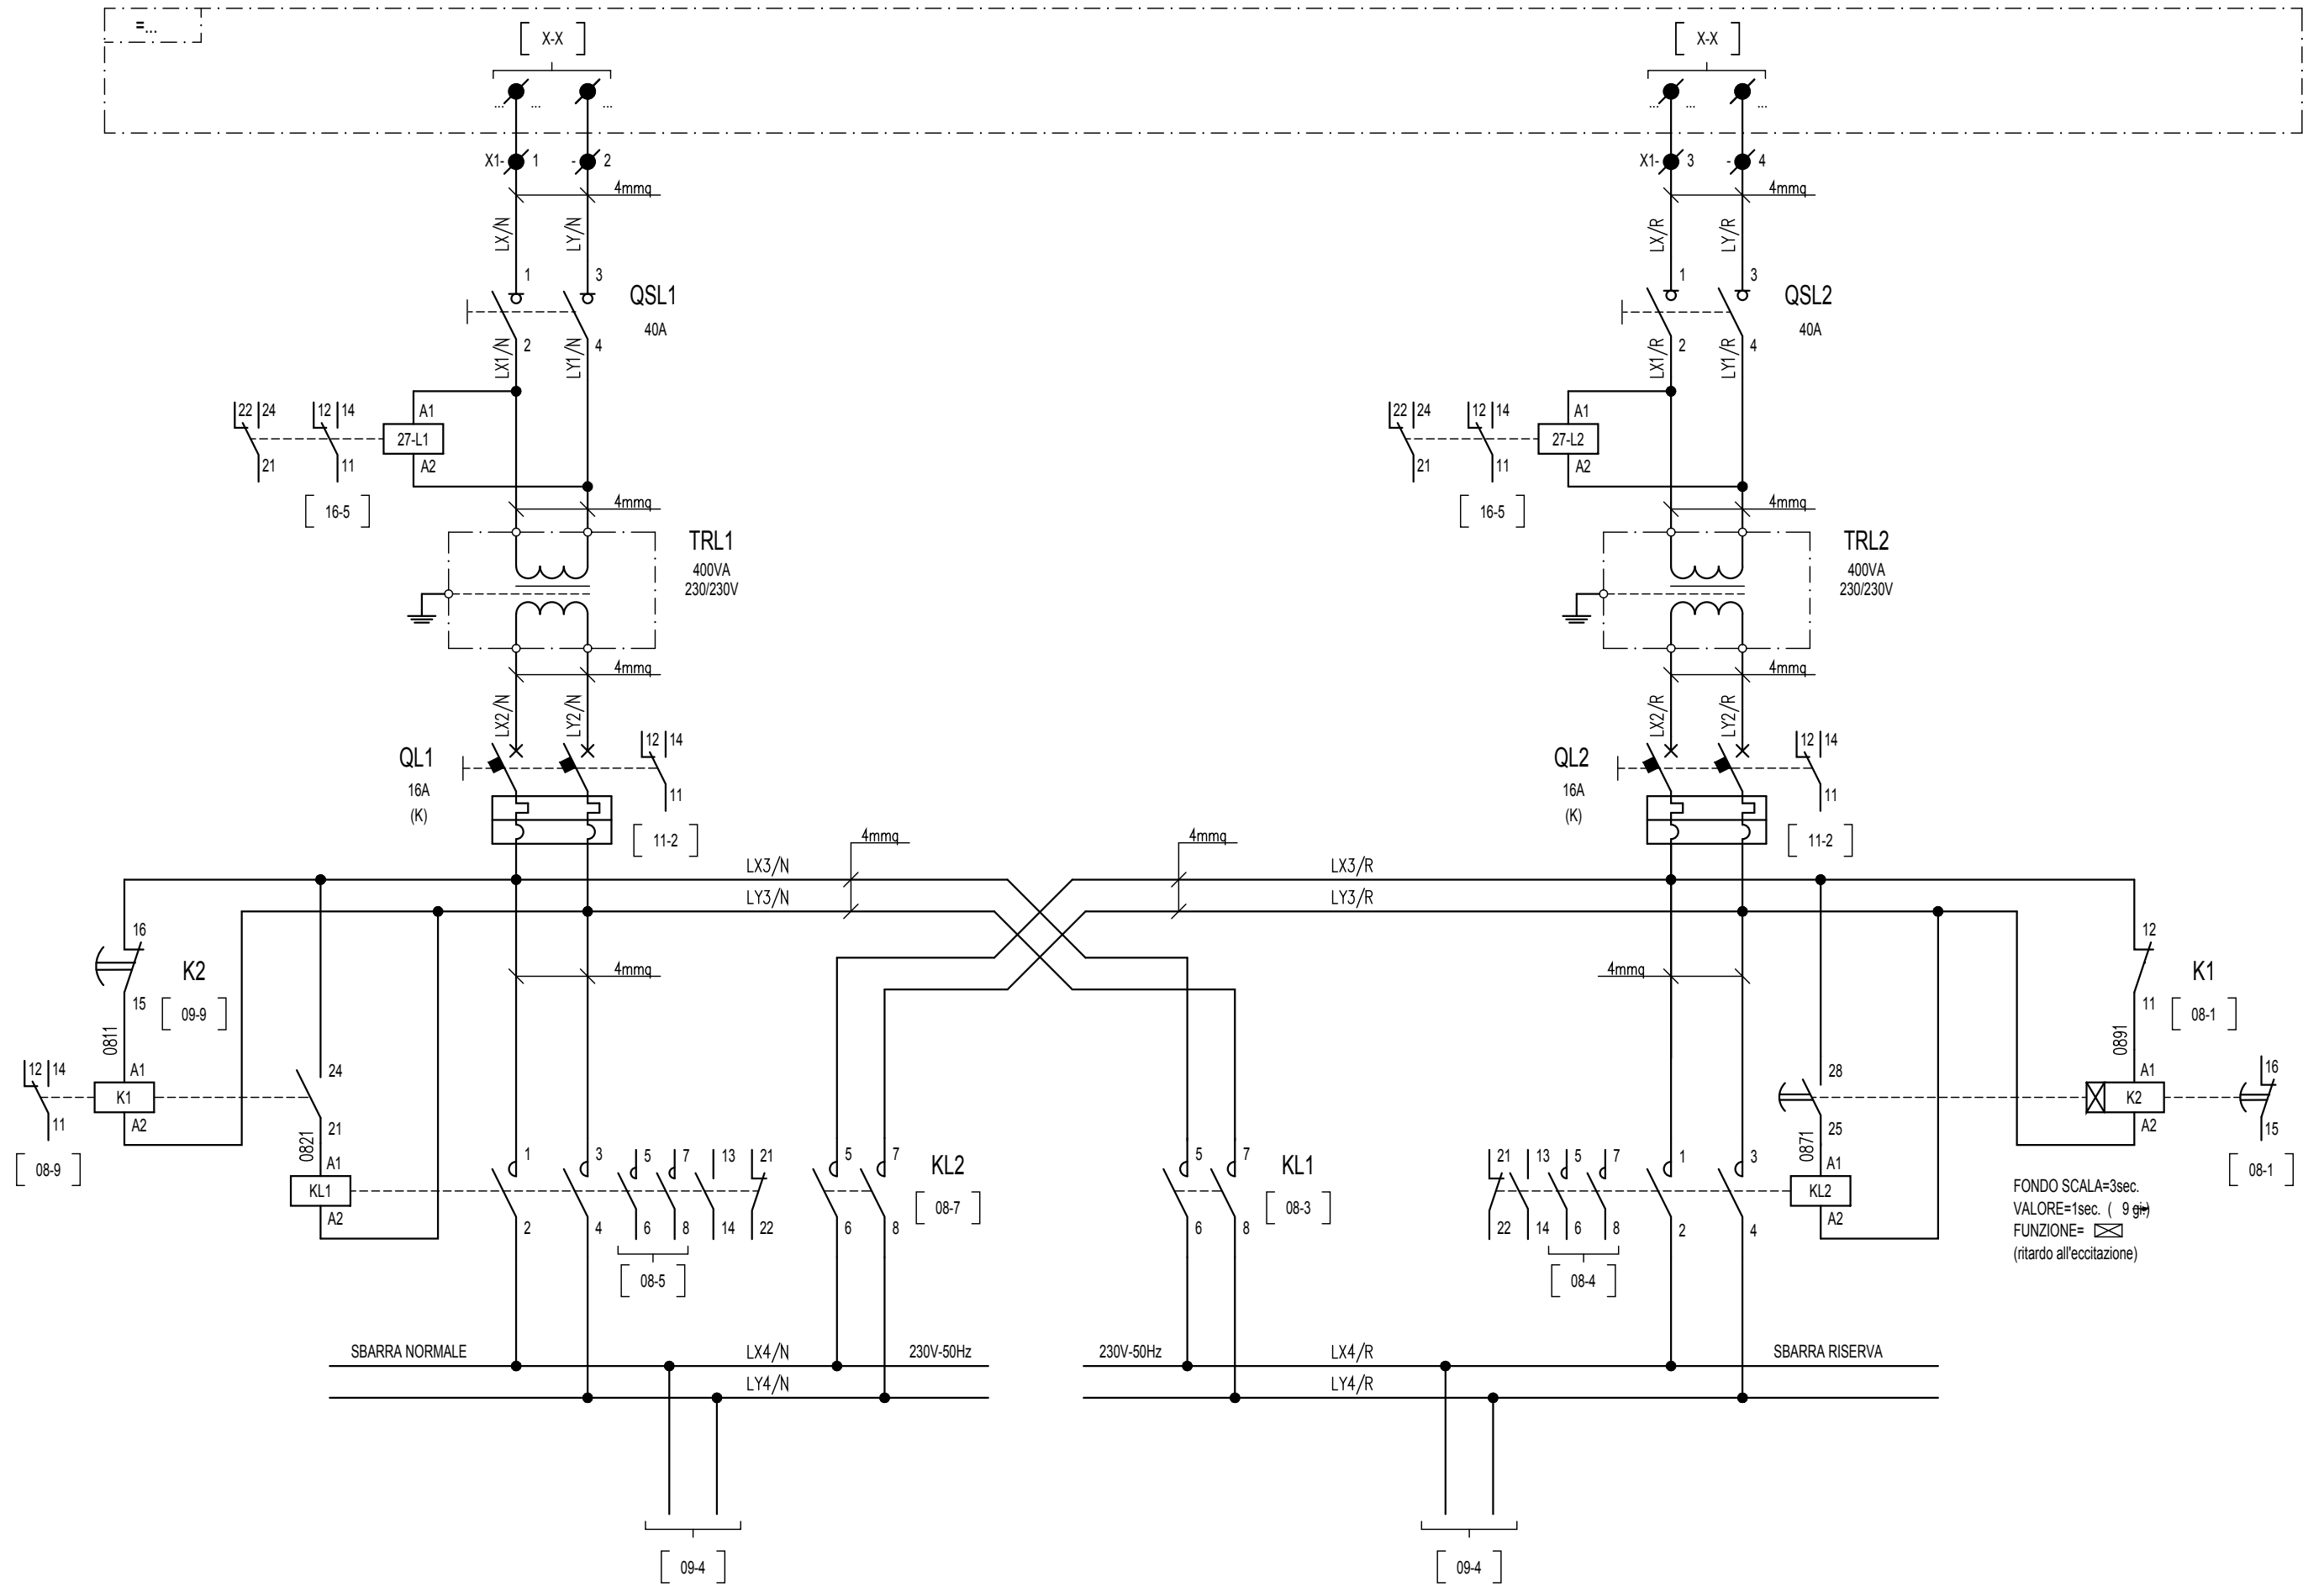 =...
X-X
X-X
... ... ...
... ... ...
X1- 1 - 2
X1- 3 - 4
4mmq
4mmq
LX/N LY/N
LX/R LY/R
1 3
QSL1
40A
2 4
1 3
QSL2
40A
2 4
LX1/N LY1/N
LX1/R LY1/R
22 24 12 14 A1
27-L1
21 11 A2
16-5
22 24 12 14 A1
27-L2
21 11 A2
16-5
4mmq
4mmq
TRL1
400VA
230/230V
TRL2
400VA
230/230V
4mmq
4mmq
LX2/N LY2/N
LX2/R LY2/R
QL1
16A
(K)
12 14
11
11-2
QL2
16A
(K)
12 14
11
11-2
4mmq
4mmq
LX3/N
LY3/N
LX3/R
LY3/R
16
K2
15
09-9
0811
4mmq
4mmq
12
K1
11
08-1
0891
12 14 A1
K1
11 A2
08-9
24
21
0821
A1
KL1
A2
1 3 5 7 13 21
2 4 6 8 14 22
08-5
5 7
KL2
08-7
6 8
5 7
KL1
08-3
6 8
21 13 5 7 1 3
22 14 6 8 2 4
08-4
28
25
0871
A1
KL2
A2
A1
K2
A2
16
15
08-1
FONDO SCALA=3sec.
VALORE=1sec. ( 9 gi.)
FUNZIONE=
(ritardo all'eccitazione)
SBARRA NORMALE LX4/N 230V-50Hz
LY4/N
230V-50Hz LX4/R SBARRA RISERVA
LY4/R
09-4
09-4